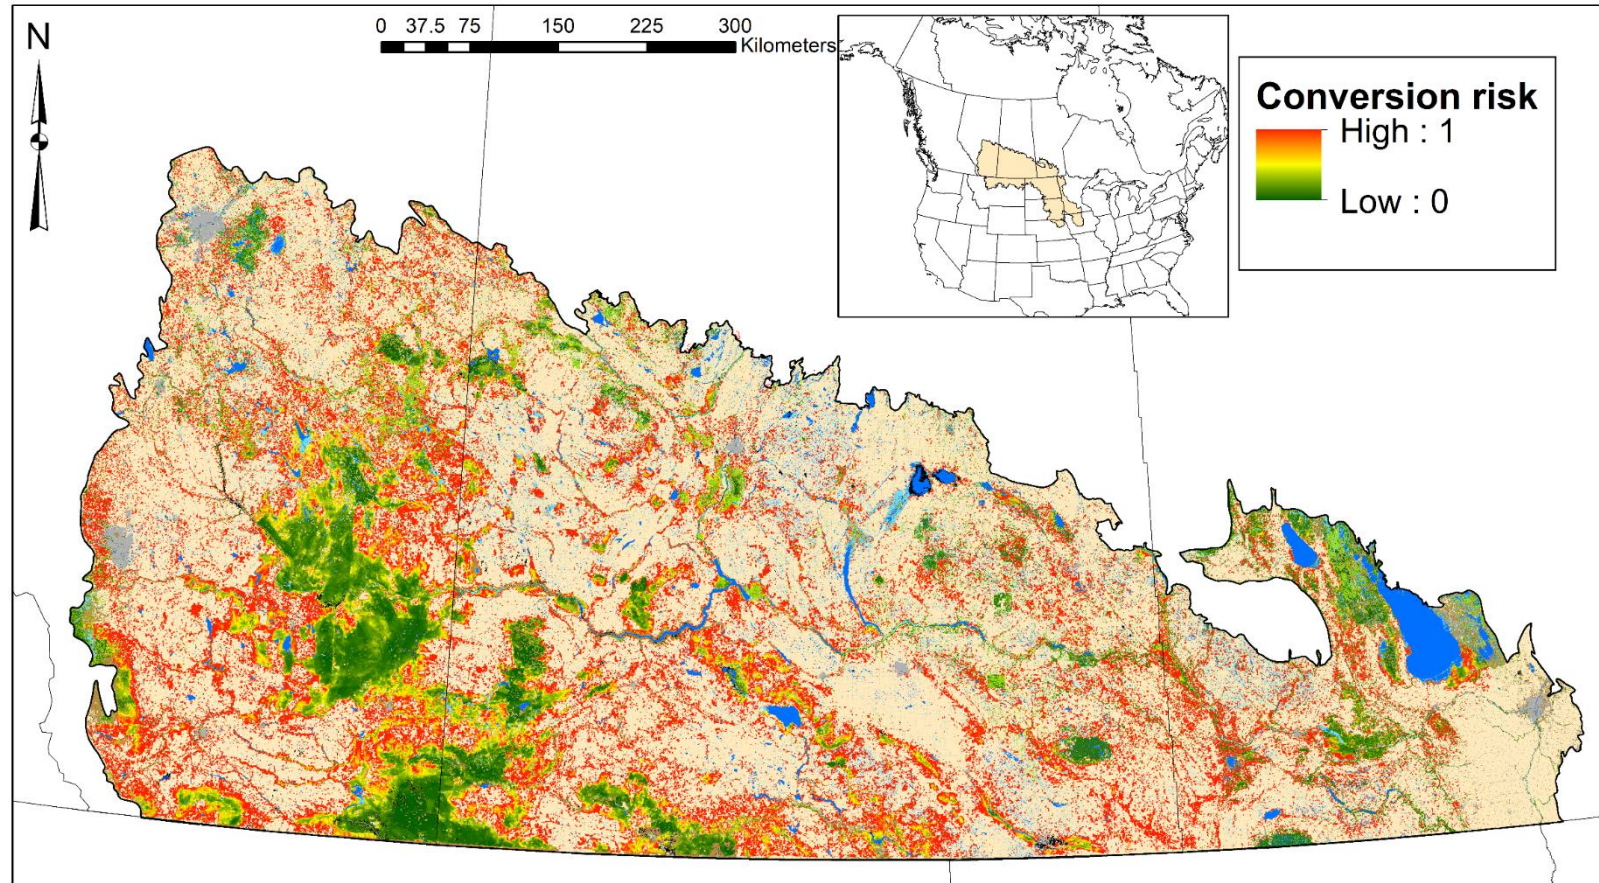 N
0 37.5 75 150 225 300
Kilometers
Conversion risk
High : 1
Low : 0